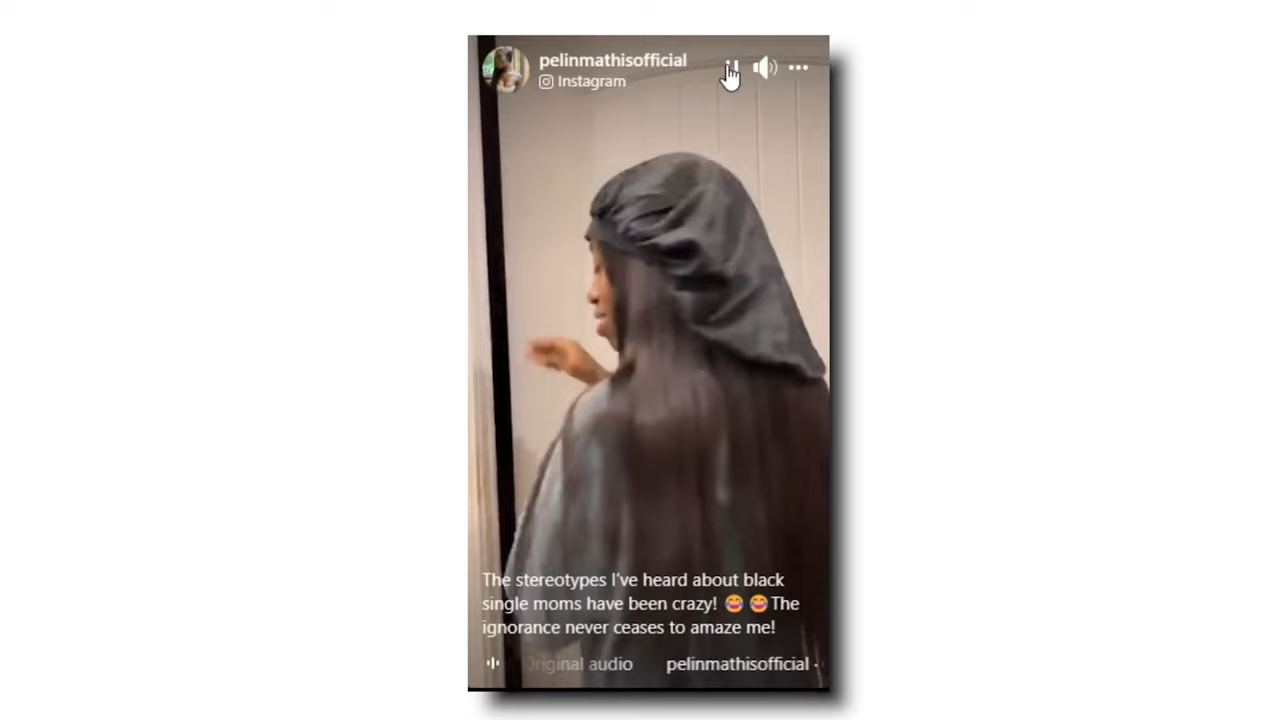 pelinmathisofficial
Instagram
The stereotypes I've heard about black
single moms have been crazy! 😂 😂The
ignorance never ceases to amaze me!
Original audio pelinmathisofficial ·